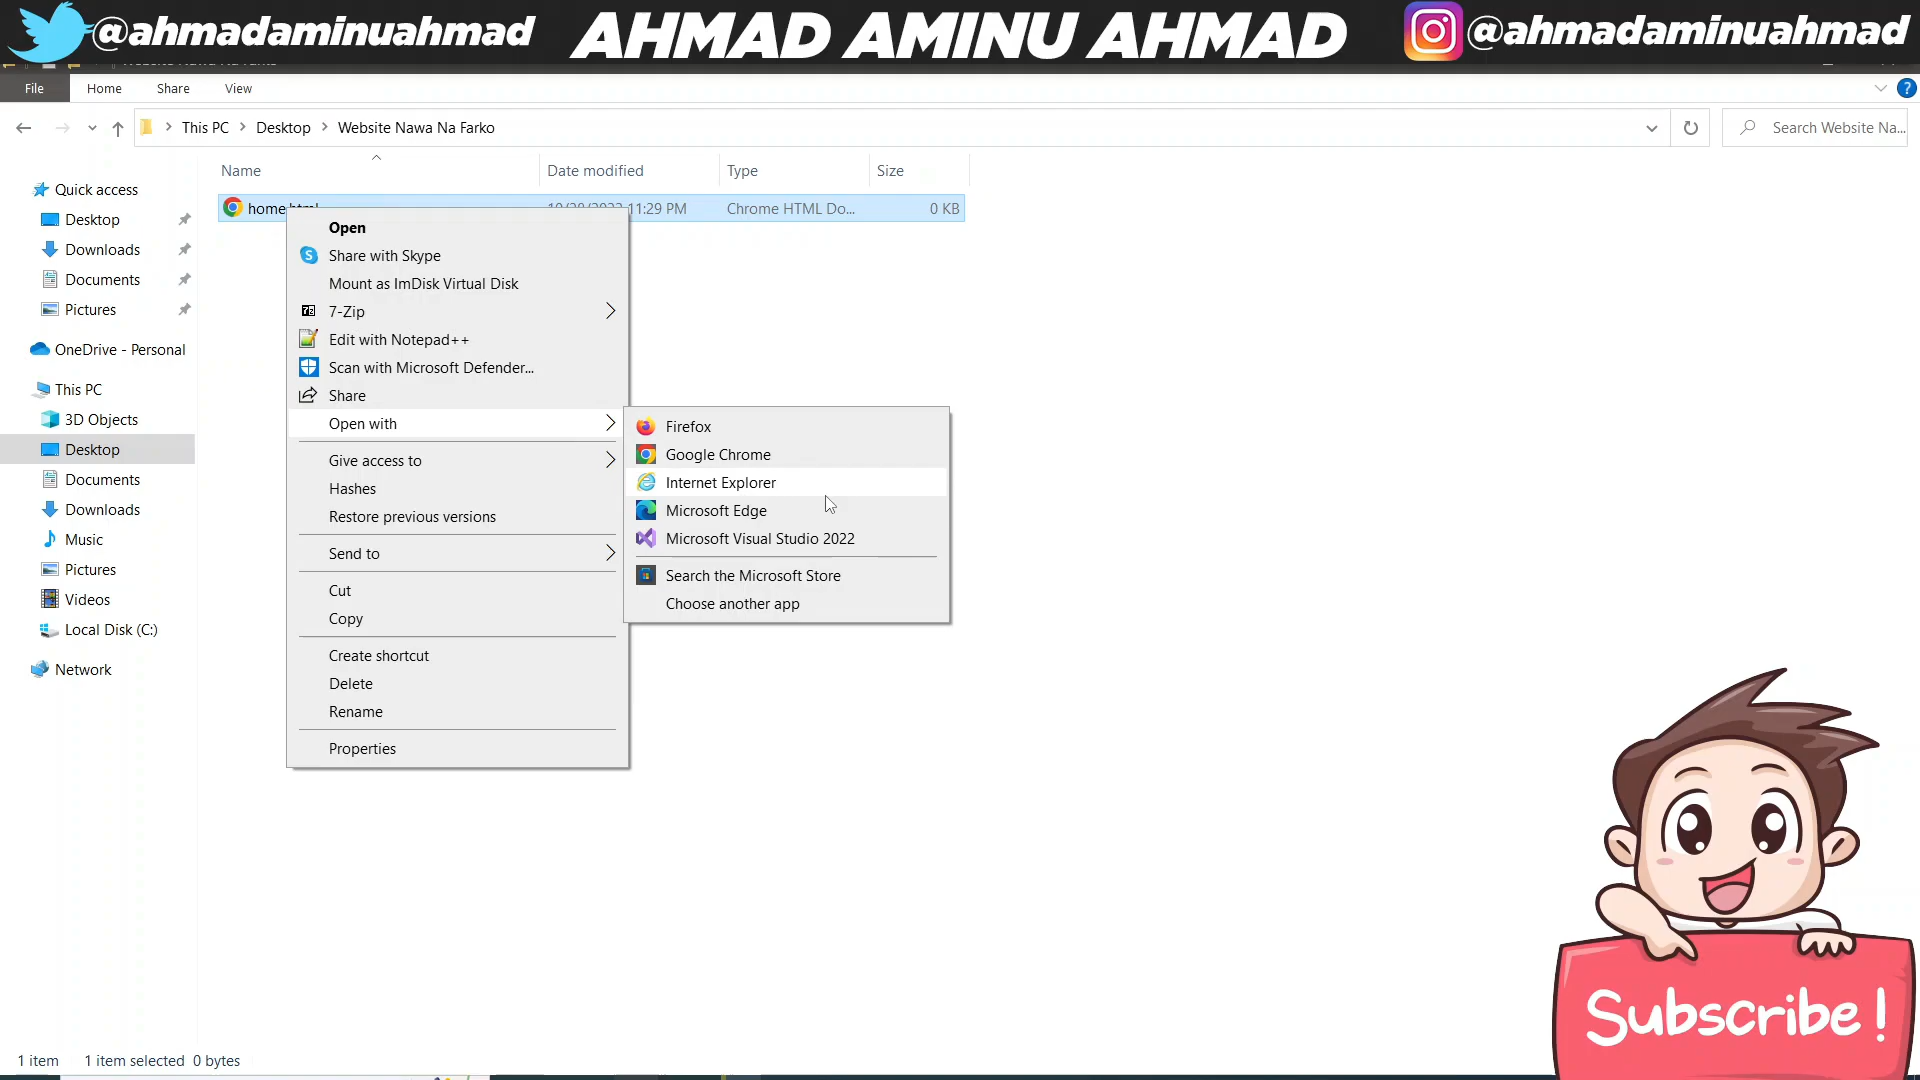 @ahmadaminuahmad AHMAD AMINU AHMAD @ahmadaminuahmad
File Home Share View
This PC Desktop Website Nawa Na Farko Search Website Na...
Name Date modified Type Size
Quick access
home.html 11:29 PM Chrome HTML Do... 0 KB
Desktop
Downloads
Documents
Pictures
OneDrive - Personal
This PC
3D Objects
Desktop
Documents
Downloads
Music
Pictures
Videos
Local Disk (C:)
Network
Open
Share with Skype
Mount as ImDisk Virtual Disk
7-Zip
Edit with Notepad++
Scan with Microsoft Defender...
Share
Open with
Give access to
Hashes
Restore previous versions
Send to
Cut
Copy
Create shortcut
Delete
Rename
Properties
Firefox
Google Chrome
Internet Explorer
Microsoft Edge
Microsoft Visual Studio 2022
Search the Microsoft Store
Choose another app
Subscribe!
1 item 1 item selected 0 bytes